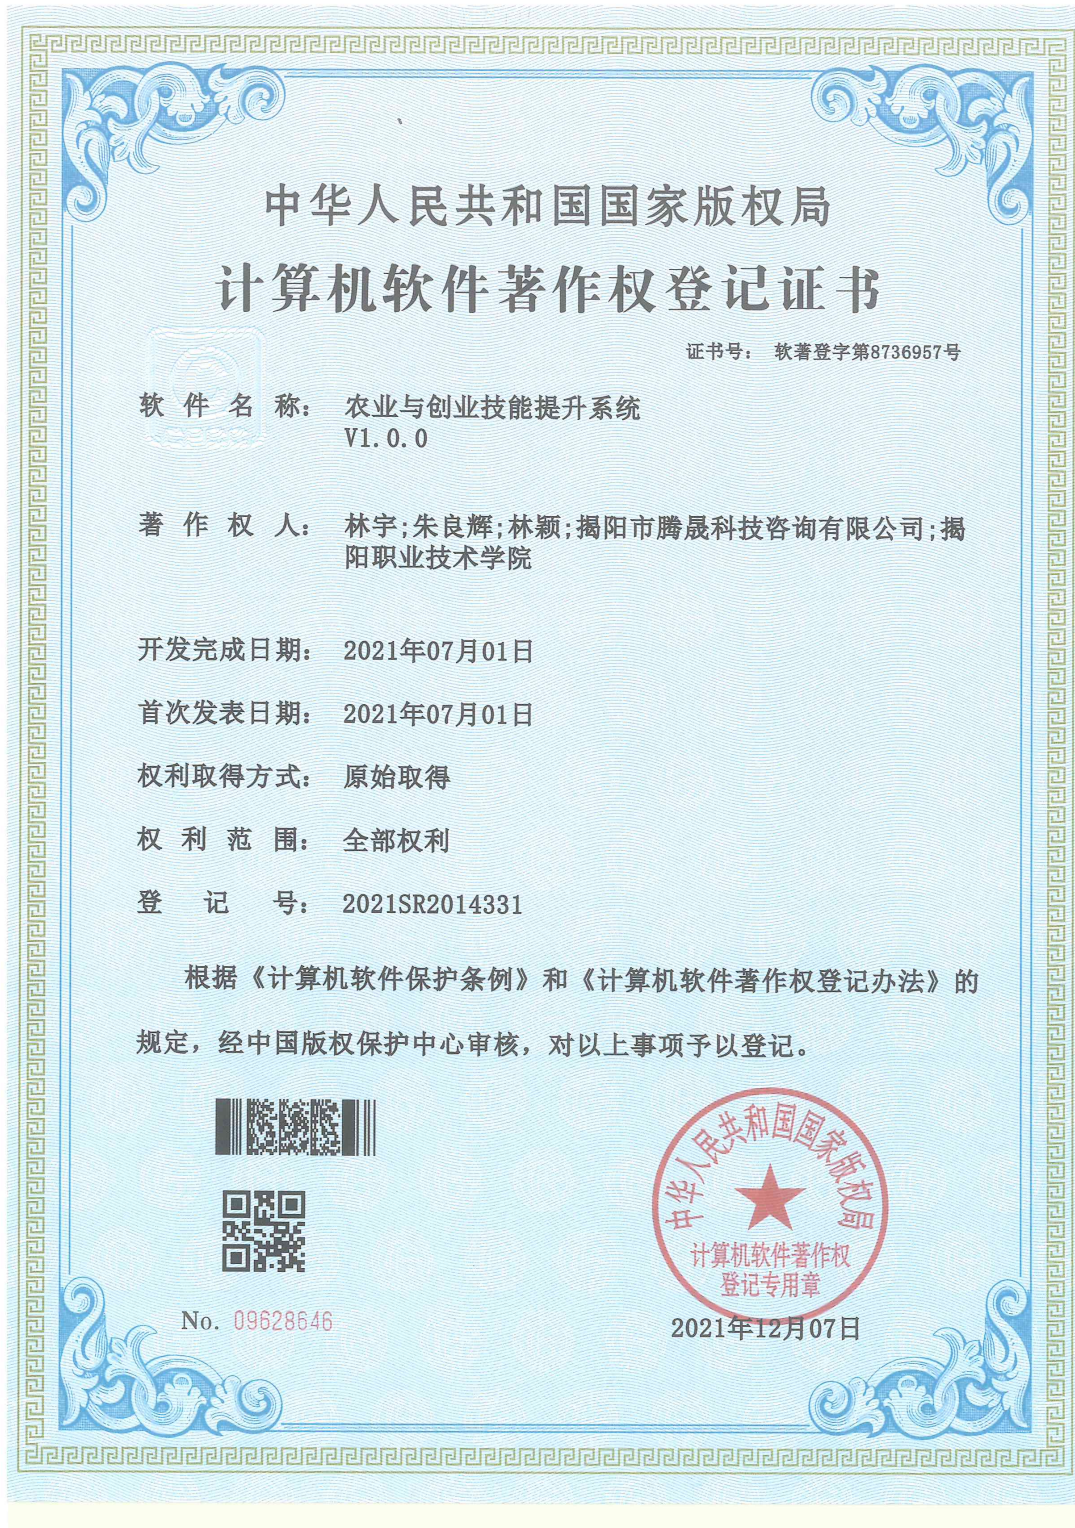 中华人民共和国国家版权局
计算机软件著作权登记证书
证书号： 软著登字第8736957号
软件名称： 农业与创业技能提升系统
V1.0.0
著作权人： 林宇;朱良辉;林颖;揭阳市腾晟科技咨询有限公司;揭
阳职业技术学院
开发完成日期： 2021年07月01日
首次发表日期： 2021年07月01日
权利取得方式： 原始取得
权利范围： 全部权利
登记号： 2021SR2014331
根据《计算机软件保护条例》和《计算机软件著作权登记办法》的
规定，经中国版权保护中心审核，对以上事项予以登记。
中华人民共和国国家版权局
计算机软件著作权
登记专用章
No. 09628646
2021年12月07日